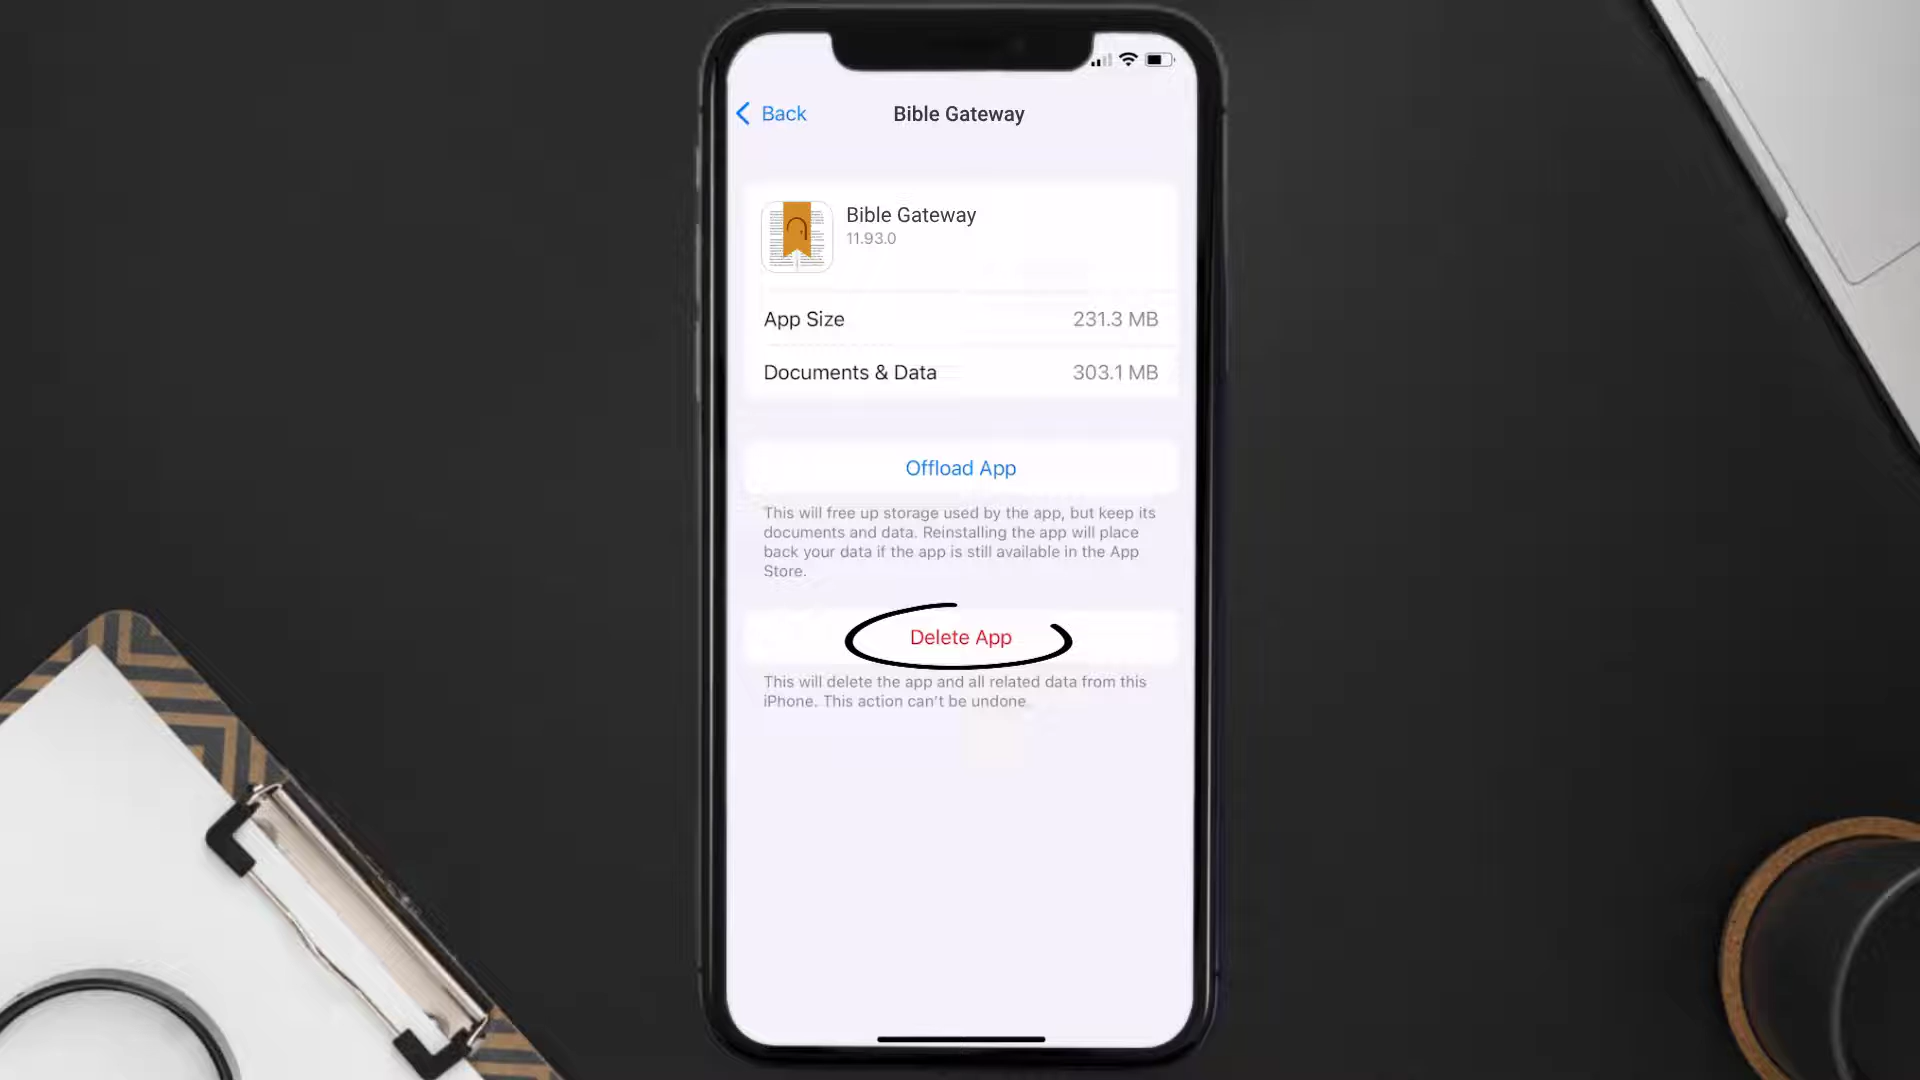 Back
Bible Gateway
Bible Gateway
11.93.0
App Size 231.3 MB
Documents & Data 303.1 MB
Offload App
This will free up storage used by the app, but keep its
documents and data. Reinstalling the app will place
back your data if the app is still available in the App
Store.
Delete App
This will delete the app and all related data from this
iPhone. This action can't be undone